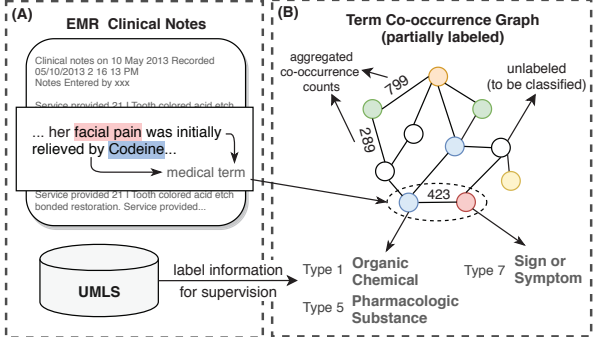 (A)
EMR Clinical Notes
Clinical notes on 10 May 2013 Recorded
05/10/2013 2 16 13 PM
Notes Entered by xxx
Service provided 21 | Tooth colored acid etch
... her facial pain was initially
relieved by Codeine...
medical term
Service provided 21 | Tooth colored acid etch
bonded restoration. Service provided...
UMLS
label information
for supervision
(B)
Term Co-occurrence Graph
(partially labeled)
aggregated
co-occurrence
counts
799
289
unlabeled
(to be classified)
423
Type 1 Organic
Chemical
Type 5 Pharmacologic
Substance
Type 7 Sign or
Symptom